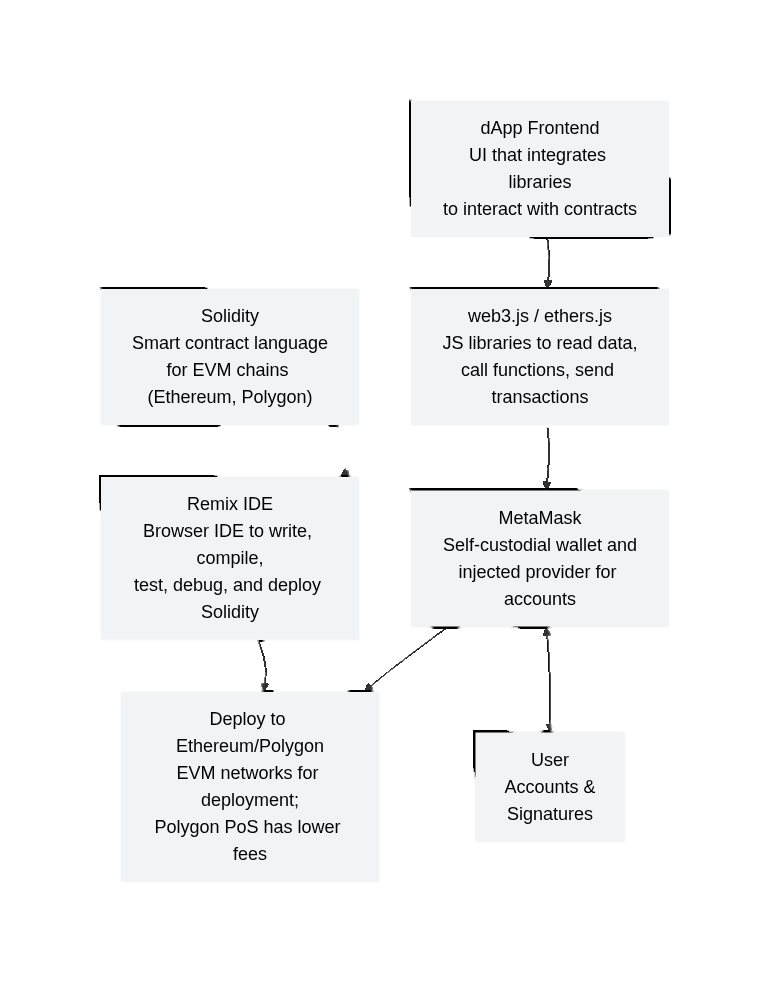 dApp Frontend
UI that integrates
libraries
to interact with contracts
Solidity
Smart contract language
for EVM chains
(Ethereum, Polygon)
web3.js / ethers.js
JS libraries to read data,
call functions, send
transactions
Remix IDE
Browser IDE to write,
compile,
test, debug, and deploy
Solidity
MetaMask
Self-custodial wallet and
injected provider for
accounts
Deploy to
Ethereum/Polygon
EVM networks for
deployment;
Polygon PoS has lower
fees
User
Accounts &
Signatures